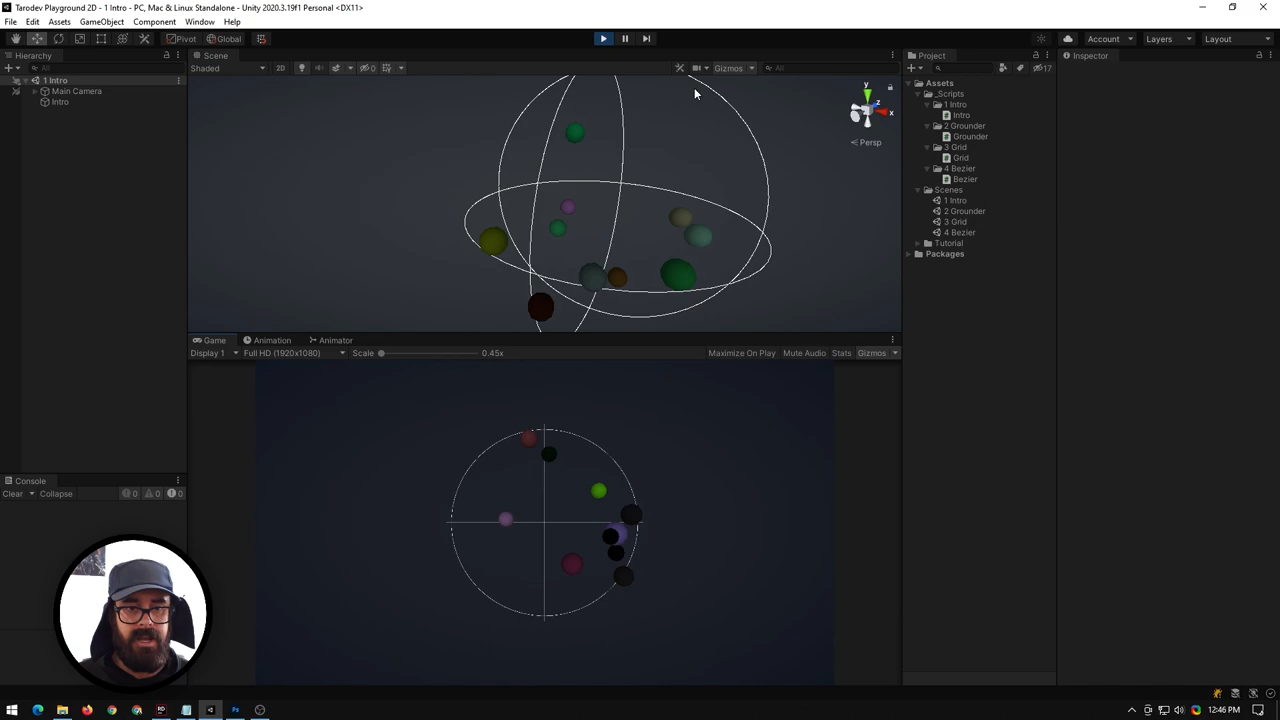 Tarodev Playground 2D - 1 Intro - PC, Mac & Linux Standalone - Unity 2020.3.19f1 Personal <DX11>
File Edit Assets GameObject Component Window Help
Pivot Global Account Layers Layout
Hierarchy
All
1 Intro
Main Camera
Intro
Scene
Shaded 2D 0 Gizmos All
y
z
x
Persp
Game Animation Animator
Display 1 Full HD (1920x1080) Scale 0.45x Maximize On Play Mute Audio Stats Gizmos
Console
Clear Collapse 0 0 0
Project
17
Assets
_Scripts
1 Intro
Intro
2 Grounder
Grounder
3 Grid
Grid
4 Bezier
Bezier
Scenes
1 Intro
2 Grounder
3 Grid
4 Bezier
Tutorial
Packages
Inspector
12:46 PM